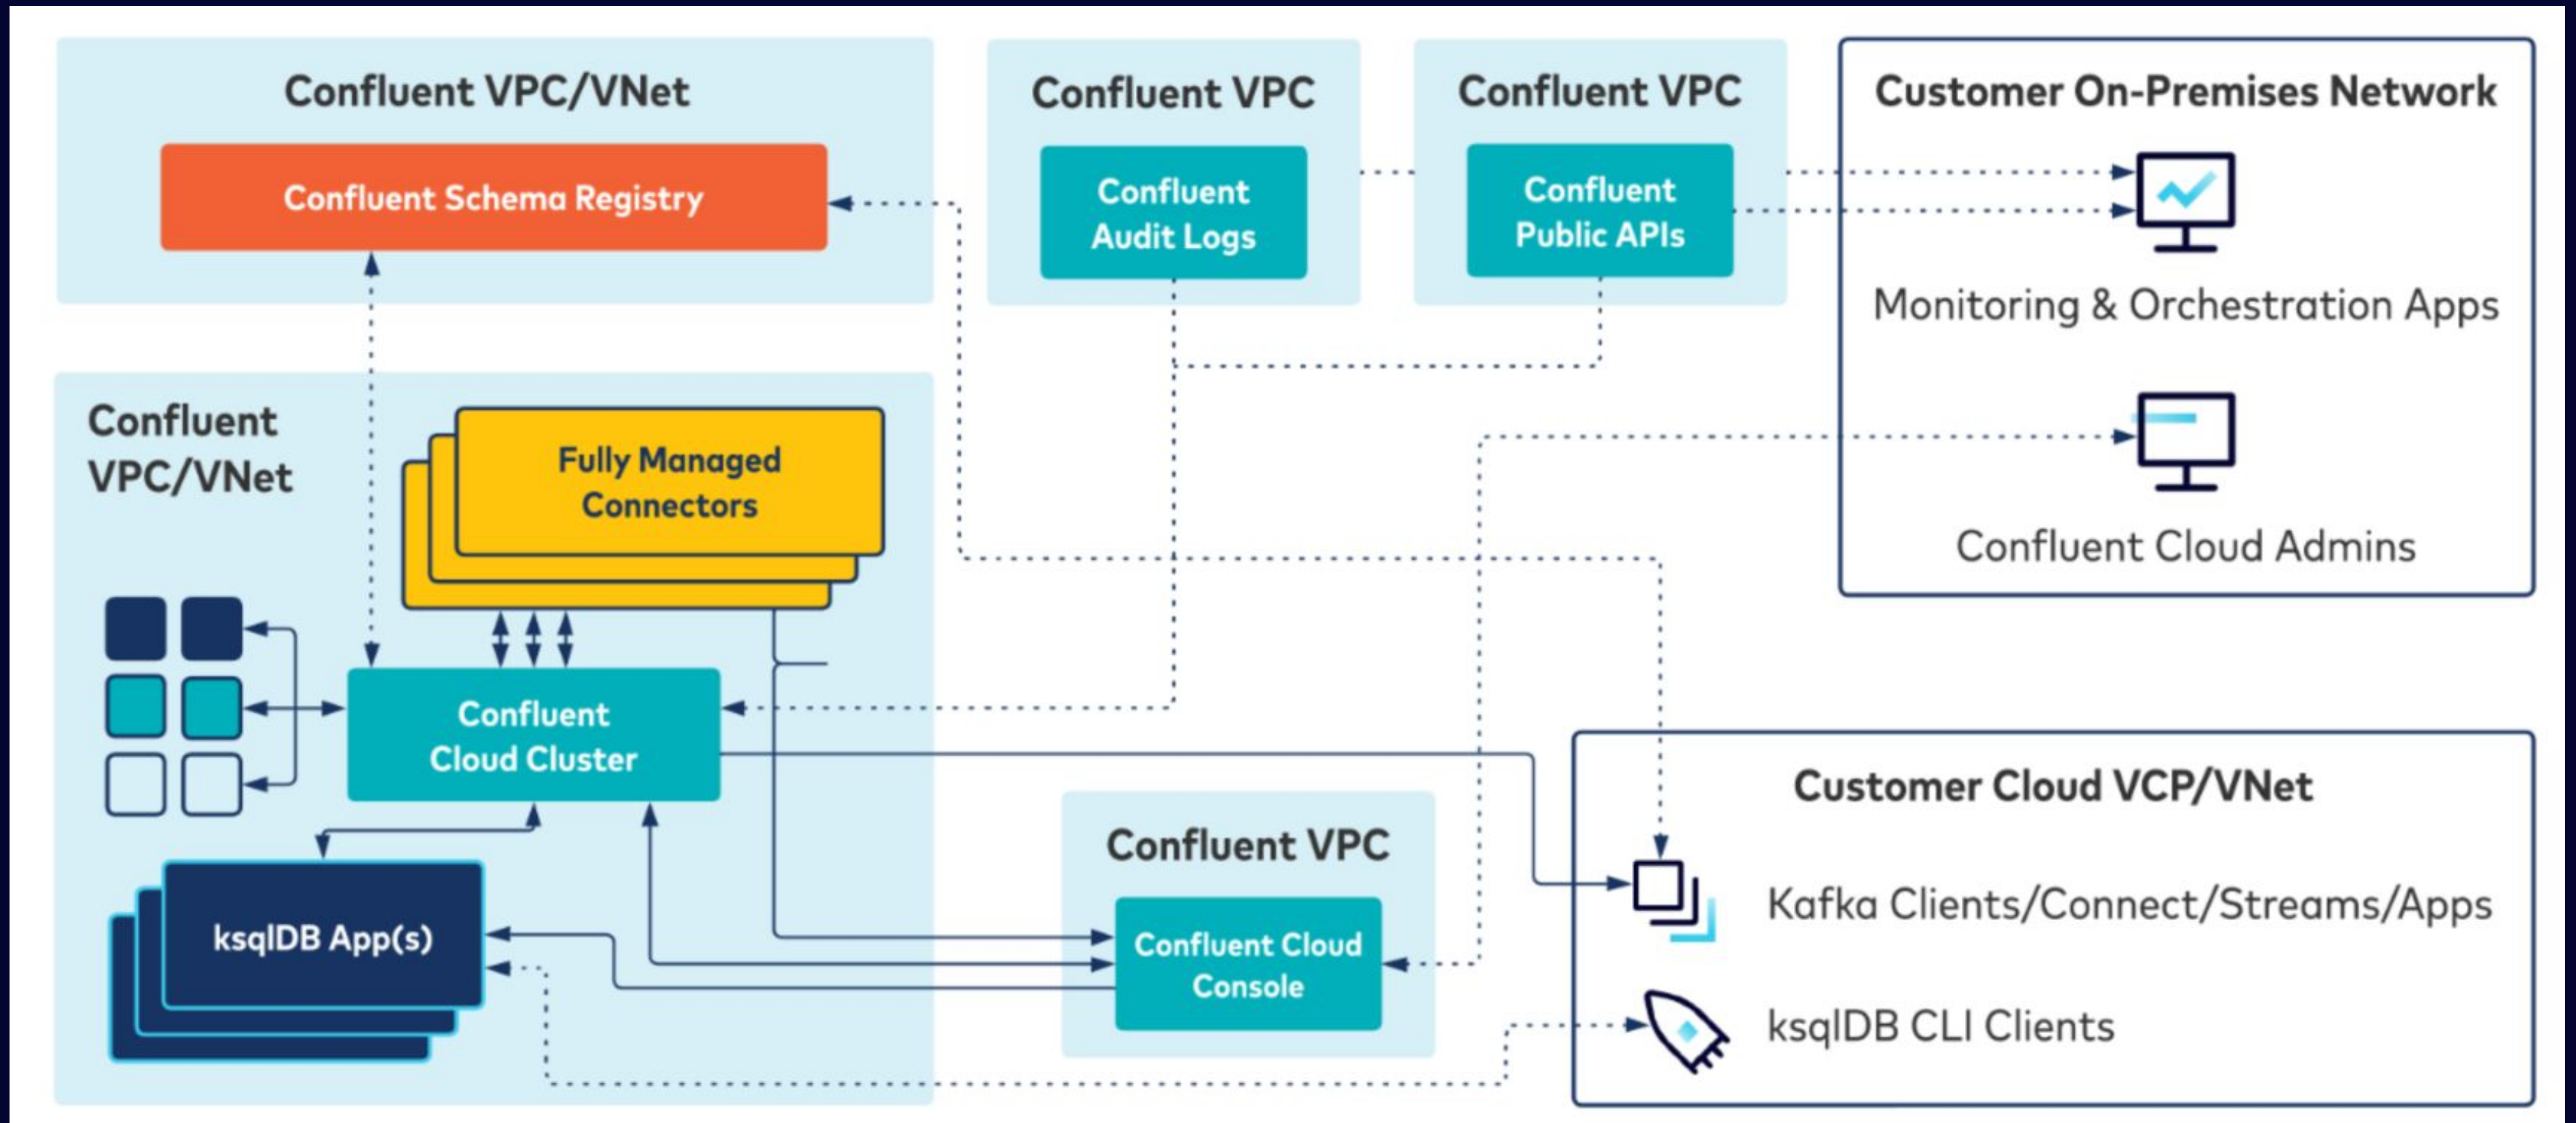 Confluent VPC/VNet
Confluent Schema Registry
Confluent VPC
Confluent
Audit Logs
Confluent VPC
Confluent
Public APIs
Customer On-Premises Network
Monitoring & Orchestration Apps
Confluent Cloud Admins
Confluent
VPC/VNet
Fully Managed
Connectors
Confluent
Cloud Cluster
ksqlDB App(s)
Confluent VPC
Confluent Cloud
Console
Customer Cloud VCP/VNet
Kafka Clients/Connect/Streams/Apps
ksqlDB CLI Clients